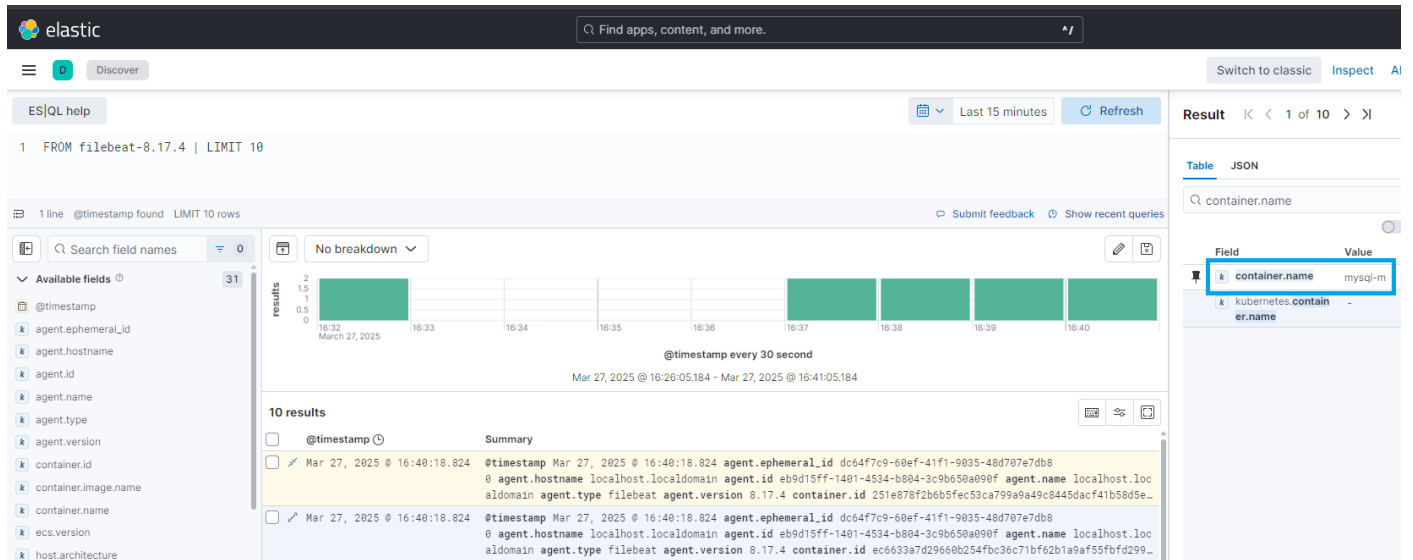 elastic
Find apps, content, and more.
^/
D
Discover
Switch to classic
Inspect
ES|QL help
Last 15 minutes
Refresh
1 FROM filebeat-8.17.4 | LIMIT 10
1 line @timestamp found LIMIT 10 rows
Submit feedback
Show recent queries
Search field names
0
Available fields
31
@timestamp
k agent.ephemeral_id
k agent.hostname
k agent.id
k agent.name
k agent.type
k agent.version
k container.id
k container.image.name
k container.name
k ecs.version
k host.architecture
No breakdown
results
2
1.5
1
0.5
0
16:32 16:33 16:34 16:35 16:36 16:37 16:38 16:39 16:40
March 27, 2025
@timestamp every 30 second
Mar 27, 2025 @ 16:26:05.184 - Mar 27, 2025 @ 16:41:05.184
10 results
@timestamp Summary
Mar 27, 2025 @ 16:40:18.824 @timestamp Mar 27, 2025 @ 16:40:18.824 agent.ephemeral_id dc64f7c9-60ef-41f1-9035-48d707e7db8
0 agent.hostname localhost.localdomain agent.id eb9d15ff-1401-4534-b804-3c9b650a090f agent.name localhost.loc
aldomain agent.type filebeat agent.version 8.17.4 container.id 251e878f2b6b5fec53ca799a9a49c8445dacf41b58d5e…
Mar 27, 2025 @ 16:40:18.824 @timestamp Mar 27, 2025 @ 16:40:18.824 agent.ephemeral_id dc64f7c9-60ef-41f1-9035-48d707e7db8
0 agent.hostname localhost.localdomain agent.id eb9d15ff-1401-4534-b804-3c9b650a090f agent.name localhost.loc
aldomain agent.type filebeat agent.version 8.17.4 container.id ec6633a7d29660b254fbc36c71bf62b1a9af55fbfd299…
Result 1 of 10
Table JSON
container.name
Field Value
k container.name mysql-m
k kubernetes.contain -
er.name